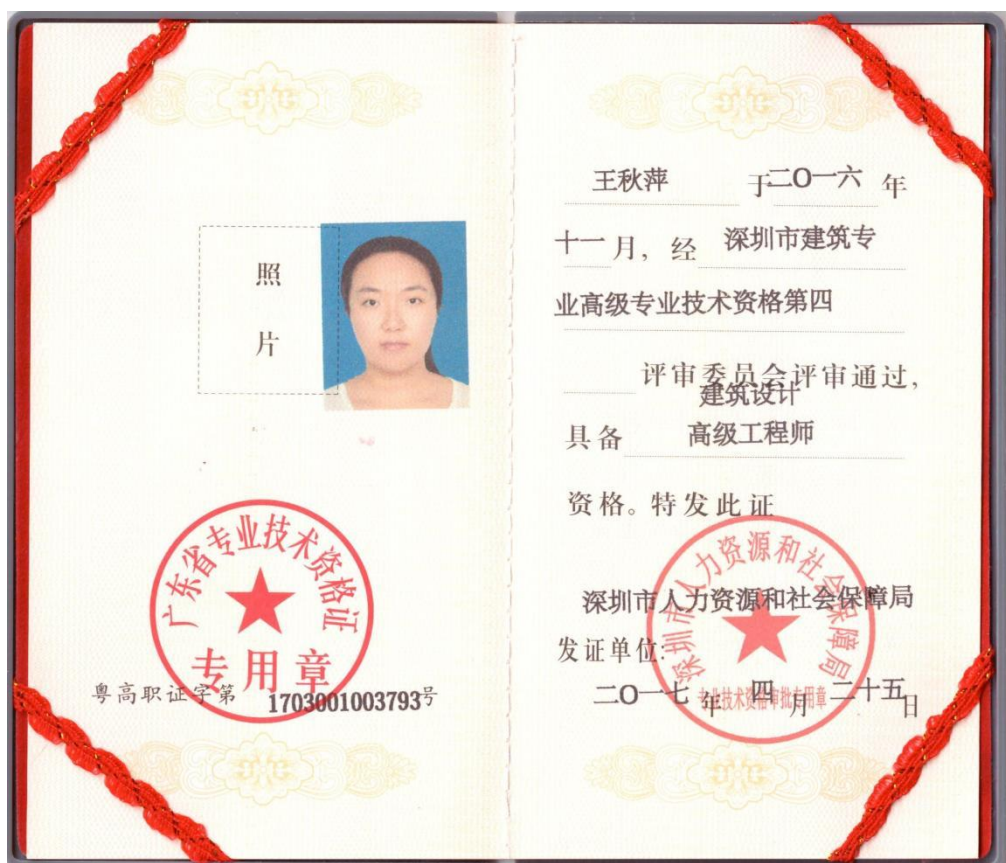 照
片
广东省专业技术资格证
专用章
粤高职证字第 1703001003793号
王秋萍 于二〇一六 年
十一月，经 深圳市建筑专
业高级专业技术资格第四
评审委员会评审通过，
建筑设计
具备 高级工程师
资格。特发此证
深圳市人力资源和社会保障局
深圳市人力资源和社会保障局
发证单位:
专业技术资格审批专用章
二〇一七 年 四 月 二十五日